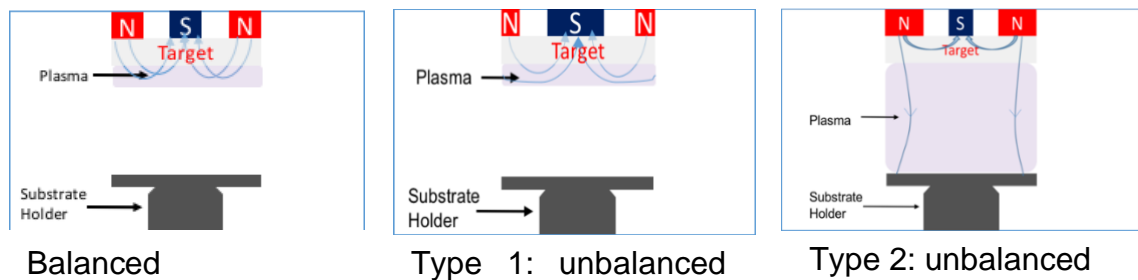 N S N
Target
Plasma
Substrate
Holder
Balanced
N S N
Target
Plasma
Substrate
Holder
Type 1: unbalanced
N S N
Target
Plasma
Substrate
Holder
Type 2: unbalanced